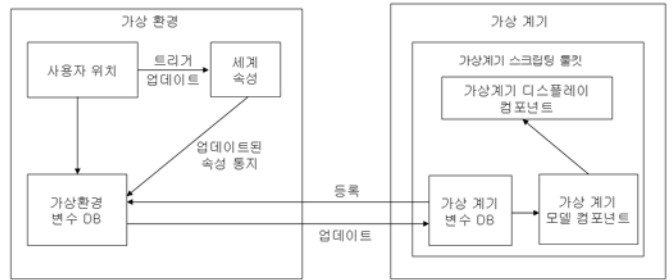 가상 환경
사용자 위치
트리거
업데이트
세계
속성
업데이트된
속성 통지
가상환경
변수 DB
등록
업데이트
가상 계기
가상계기 스크립팅 툴킷
가상계기 디스플레이
컴포넌트
가상 계기
변수 DB
가상 계기
모델 컴포넌트